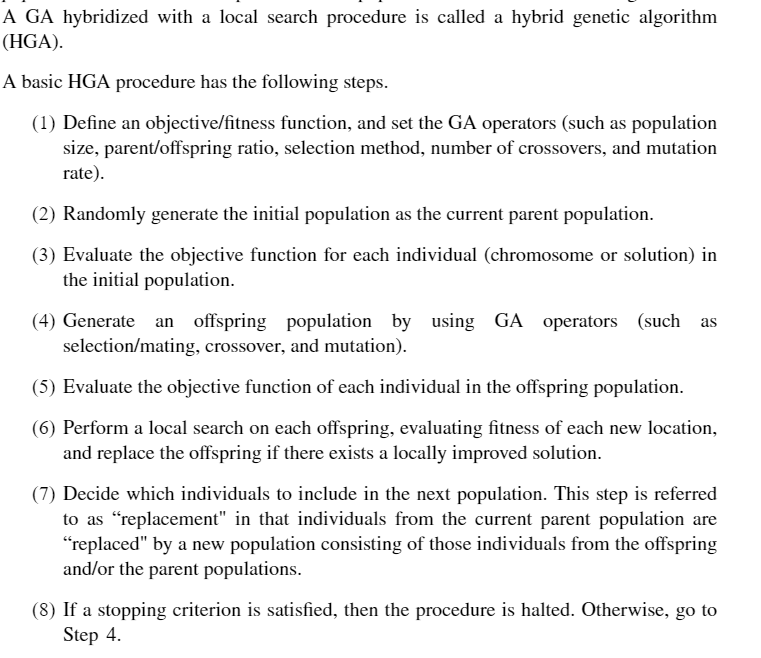 A GA hybridized with a local search procedure is called a hybrid genetic algorithm
(HGA).
A basic HGA procedure has the following steps.
(1) Define an objective/fitness function, and set the GA operators (such as population
size, parent/offspring ratio, selection method, number of crossovers, and mutation
rate).
(2) Randomly generate the initial population as the current parent population.
(3) Evaluate the objective function for each individual (chromosome or solution) in
the initial population.
(4) Generate an offspring population by using GA operators (such as
selection/mating, crossover, and mutation).
(5) Evaluate the objective function of each individual in the offspring population.
(6) Perform a local search on each offspring, evaluating fitness of each new location,
and replace the offspring if there exists a locally improved solution.
(7) Decide which individuals to include in the next population. This step is referred
to as “replacement" in that individuals from the current parent population are
“replaced" by a new population consisting of those individuals from the offspring
and/or the parent populations.
(8) If a stopping criterion is satisfied, then the procedure is halted. Otherwise, go to
Step 4.